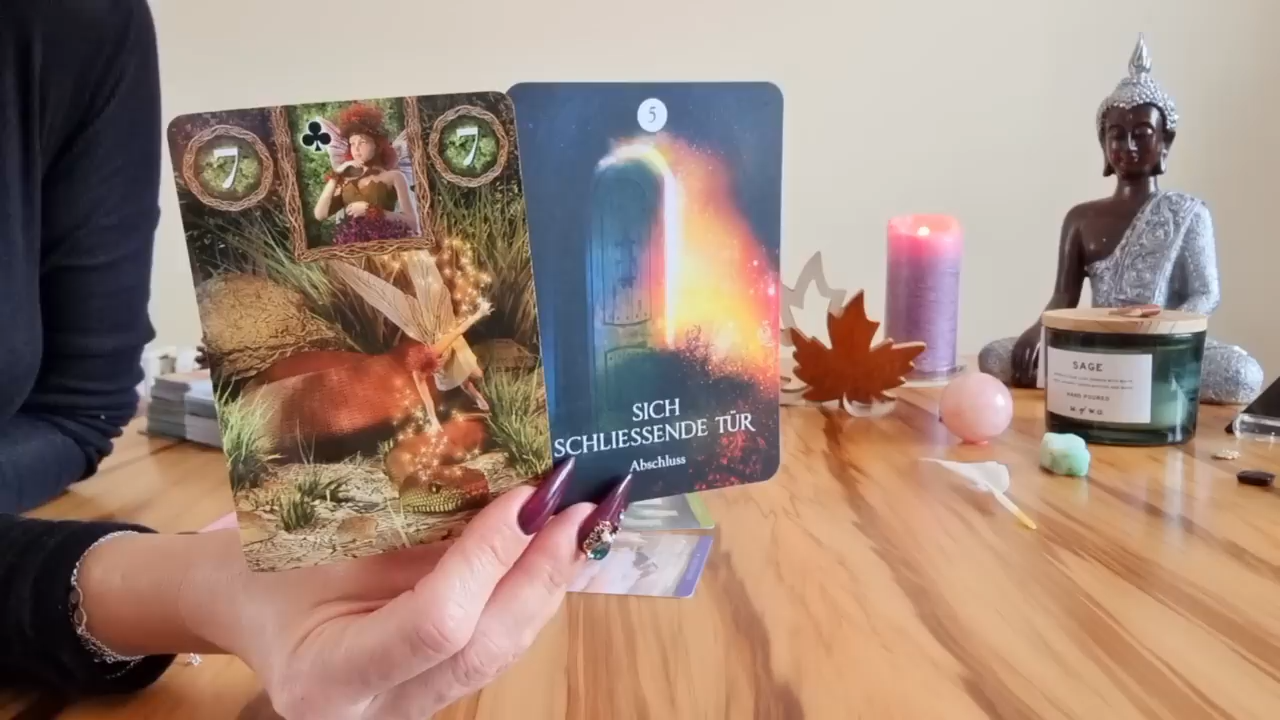 7
7
5
SICH
SCHLIESSENDE TÜR
Abschluss
SAGE
HAND POURED